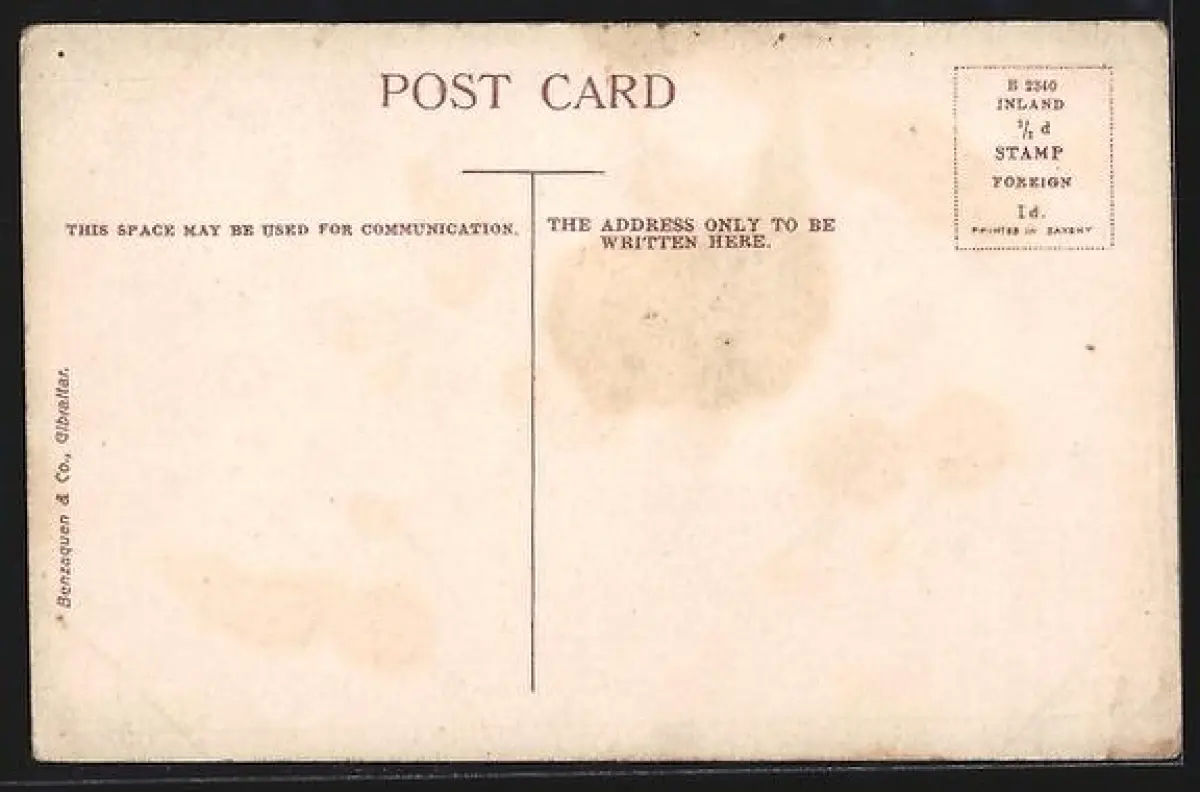 POST CARD
B 2340
INLAND
½ d
STAMP
FOREIGN
1d.
PRINTED IN SAXONY
THIS SPACE MAY BE USED FOR COMMUNICATION.
THE ADDRESS ONLY TO BE
WRITTEN HERE.
Benzaquen & Co., Gibraltar.